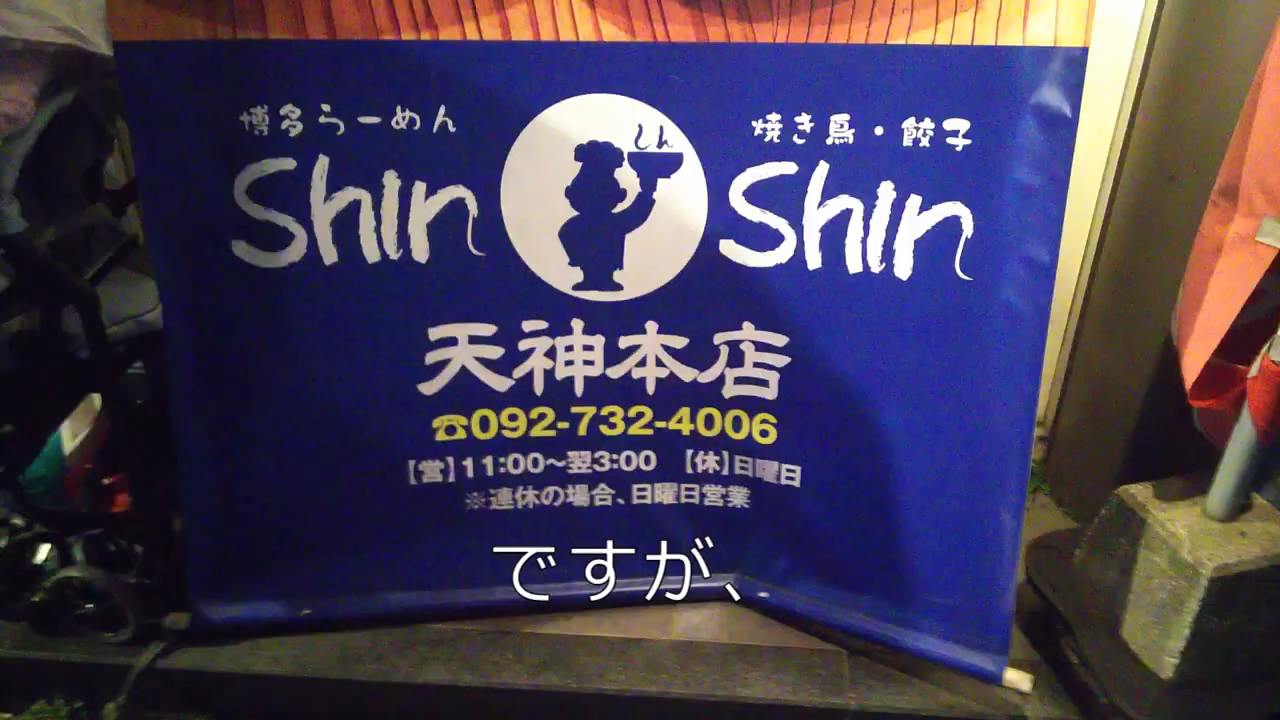 博多らーめん
Shin
しん
焼き鳥・餃子
Shin
天神本店
☎092-732-4006
【営】11:00～翌3:00 【休】日曜日
※連休の場合、日曜日営業
ですが、